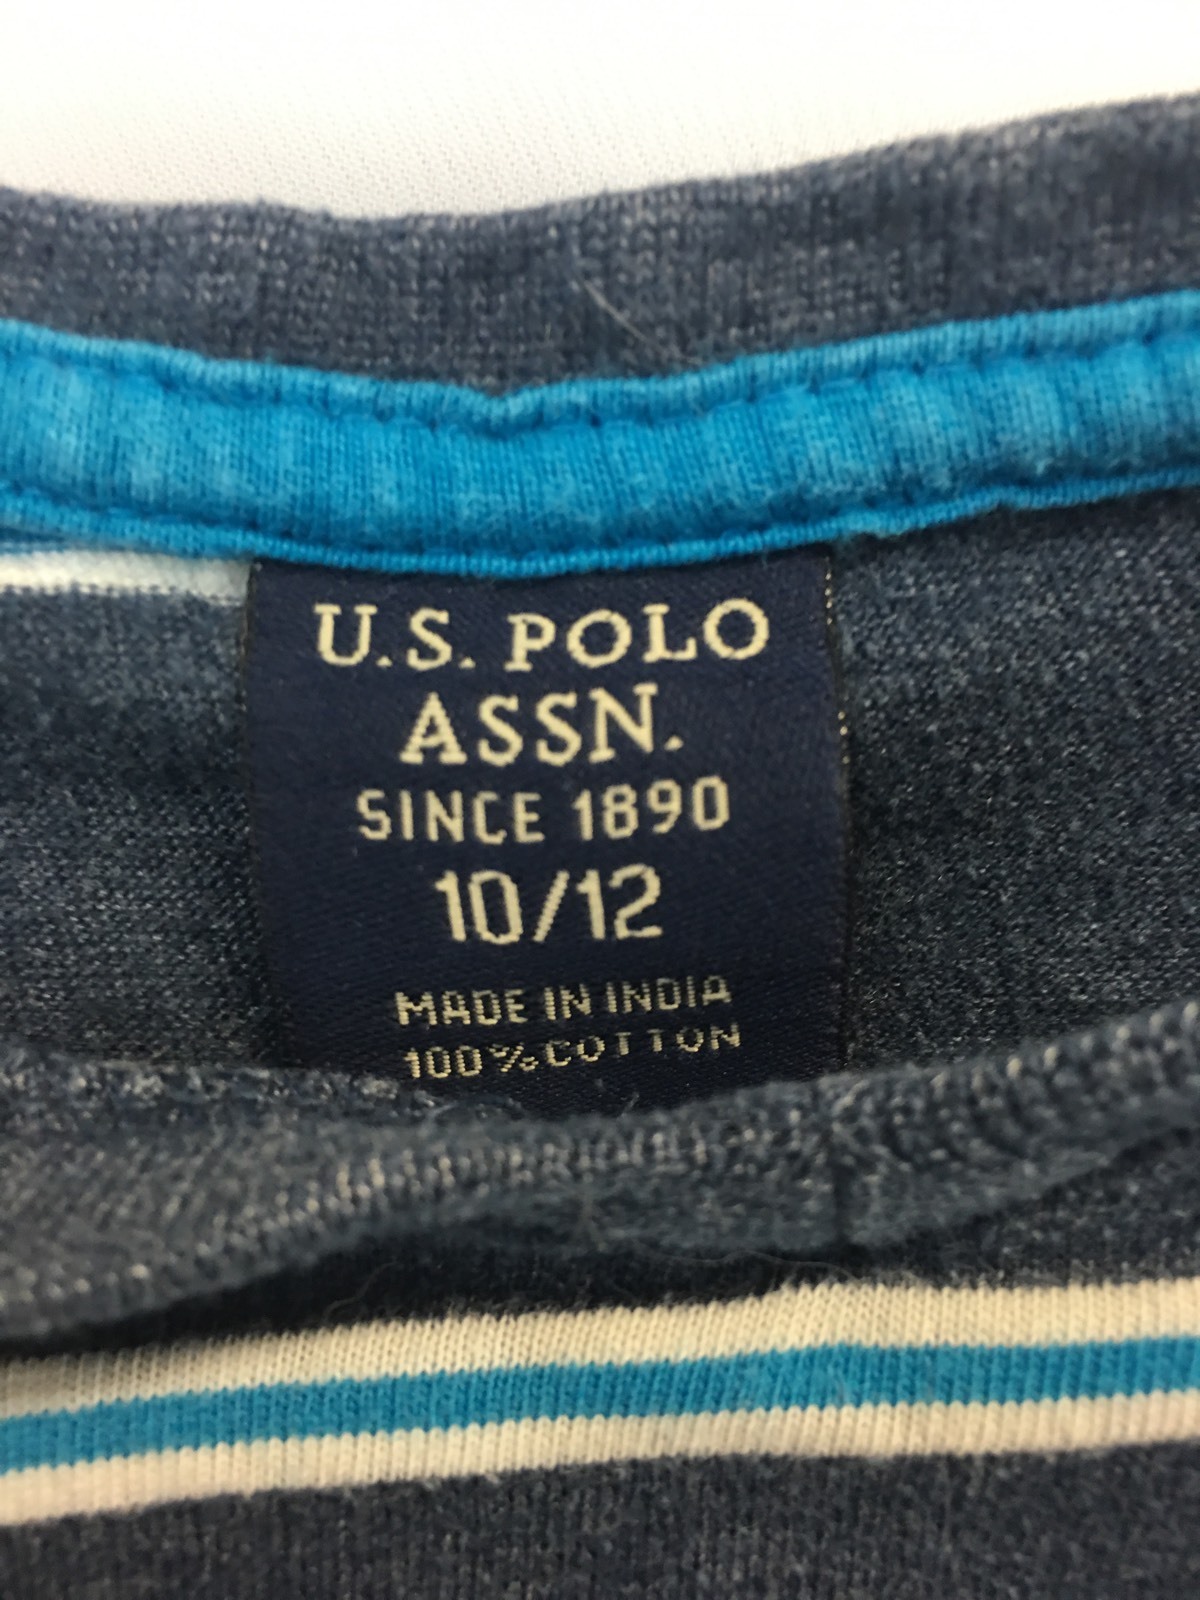 U.S. POLO
ASSN.
SINCE 1890
10/12
MADE IN INDIA
100% COTTON